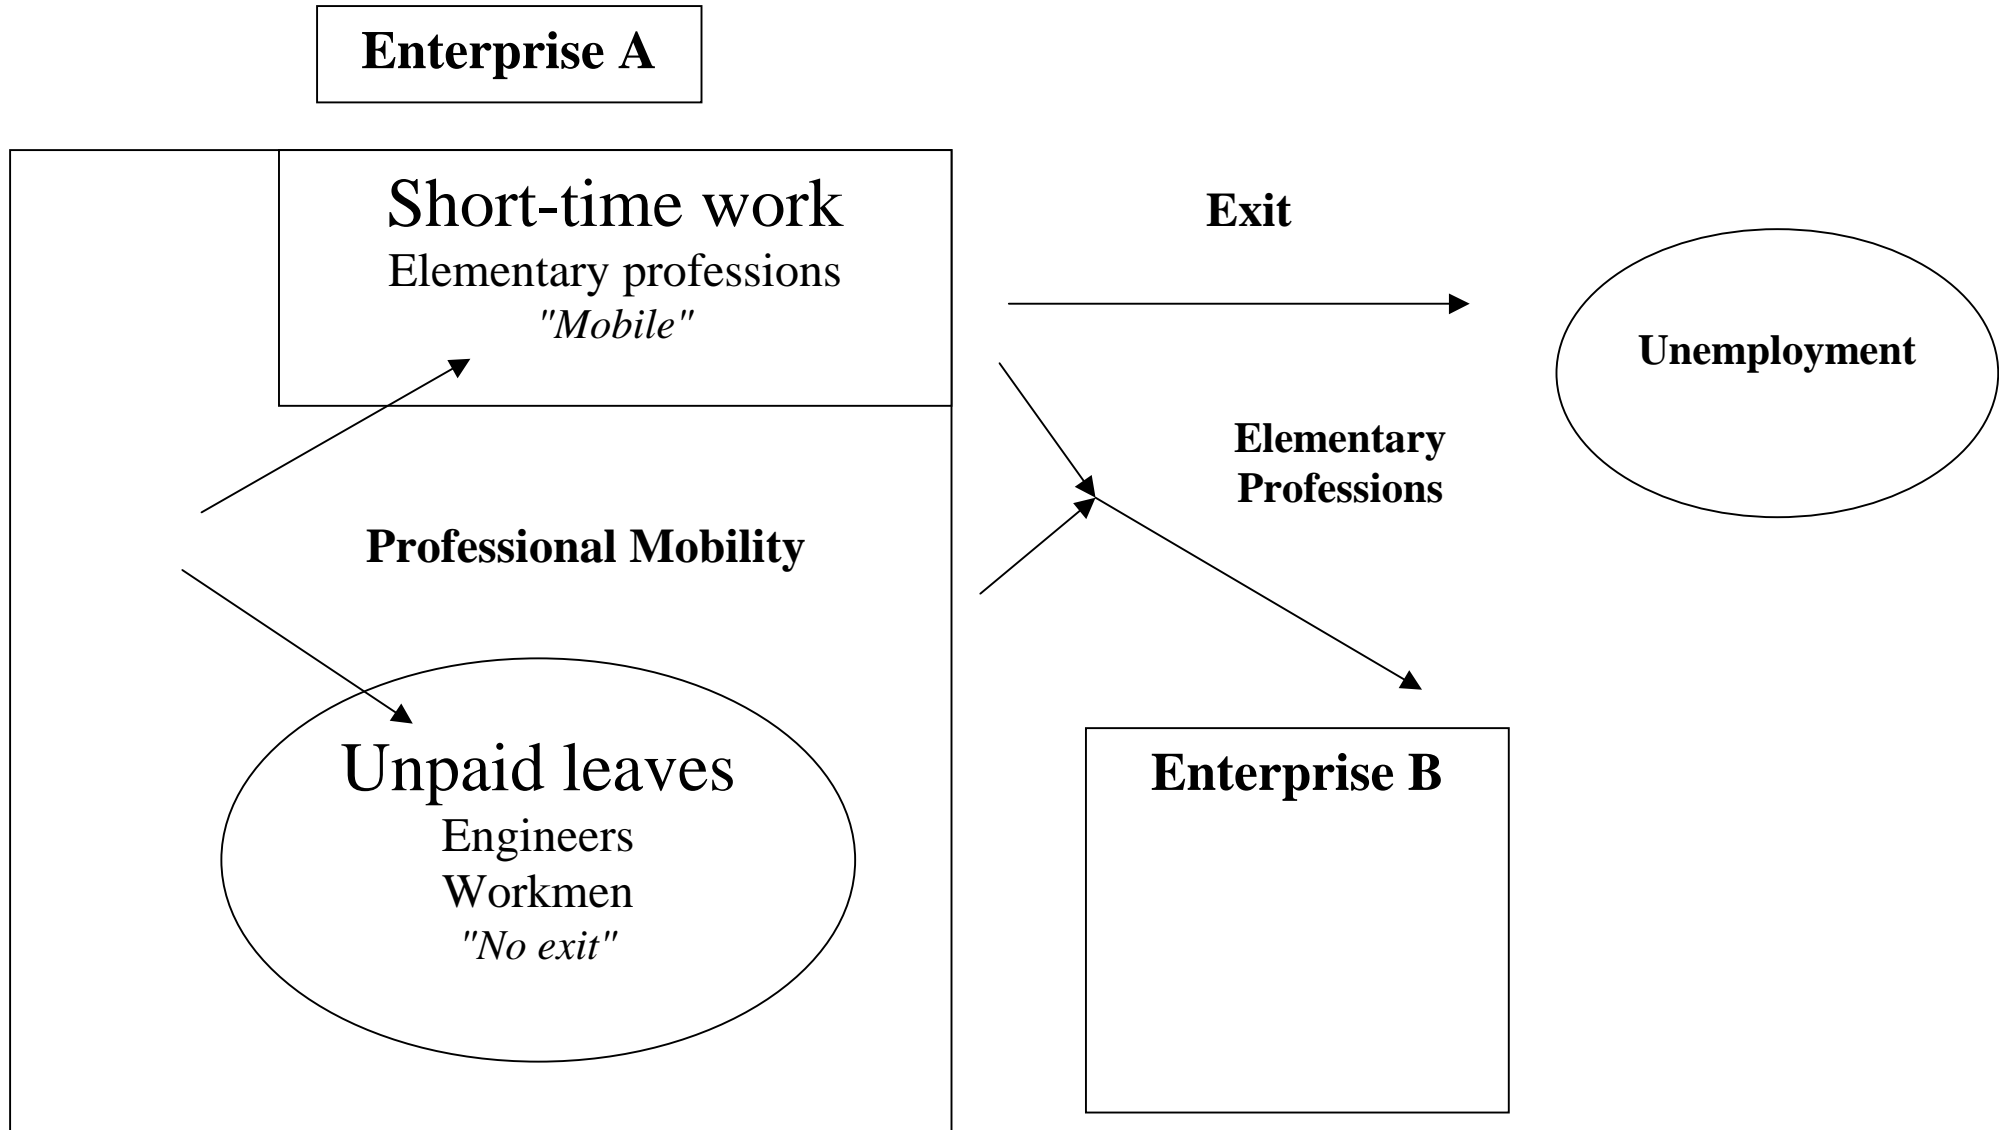 Enterprise A
Short-time work
Elementary professions
"Mobile"
Exit
Unemployment
Elementary
Professions
Professional Mobility
Unpaid leaves
Engineers
Workmen
"No exit"
Enterprise B